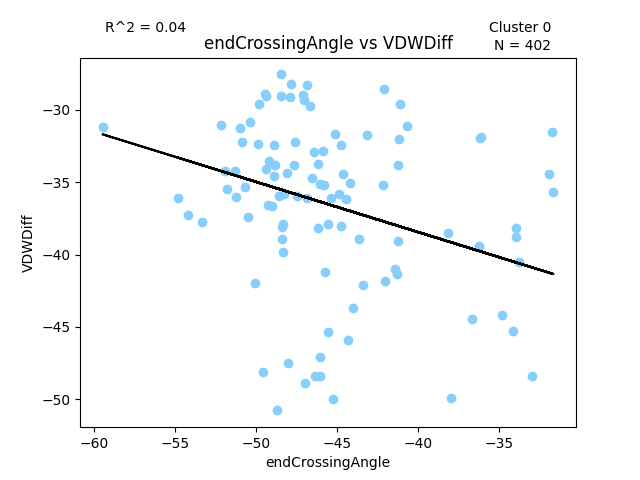 R^2 = 0.04
Cluster 0
endCrossingAngle vs VDWDiff
N = 402
−30
−35
−40
−45
−50
VDWDiff
−60
−55
−50
−45
−40
−35
endCrossingAngle